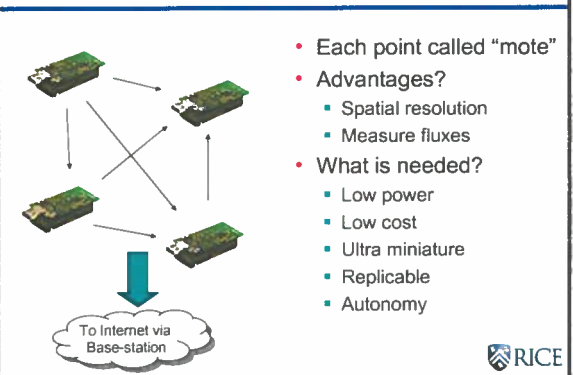 Each point called “mote”
Advantages?
Spatial resolution
Measure fluxes
What is needed?
Low power
Low cost
Ultra miniature
Replicable
Autonomy
To Internet via
Base-station
RICE